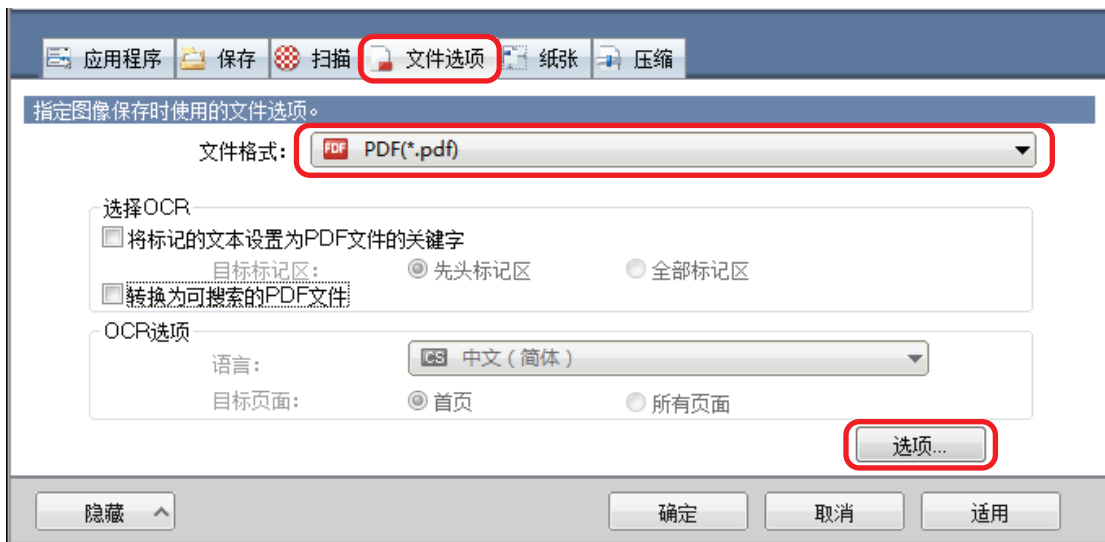 应用程序 保存 扫描 文件选项 纸张 压缩
指定图像保存时使用的文件选项。
文件格式: PDF PDF(*.pdf)
选择OCR
将标记的文本设置为PDF文件的关键字
目标标记区: 先头标记区 全部标记区
转换为可搜索的PDF文件
OCR选项
语言: CS 中文(简体)
目标页面: 首页 所有页面
选项...
隐藏 确定 取消 适用